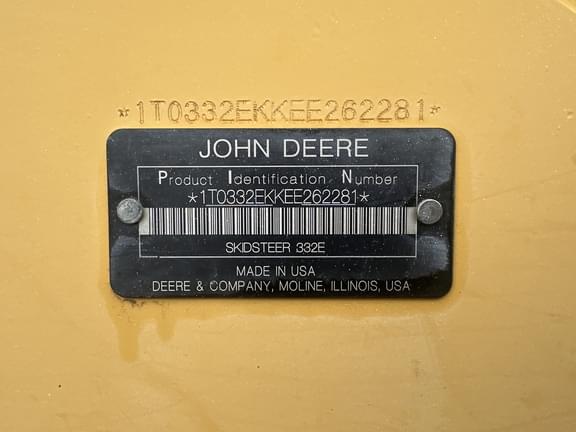 *1T0332EKKEE262281*
JOHN DEERE
Product Identification Number
*1T0332EKKEE262281*
SKIDSTEER 332E
MADE IN USA
DEERE & COMPANY, MOLINE, ILLINOIS, USA